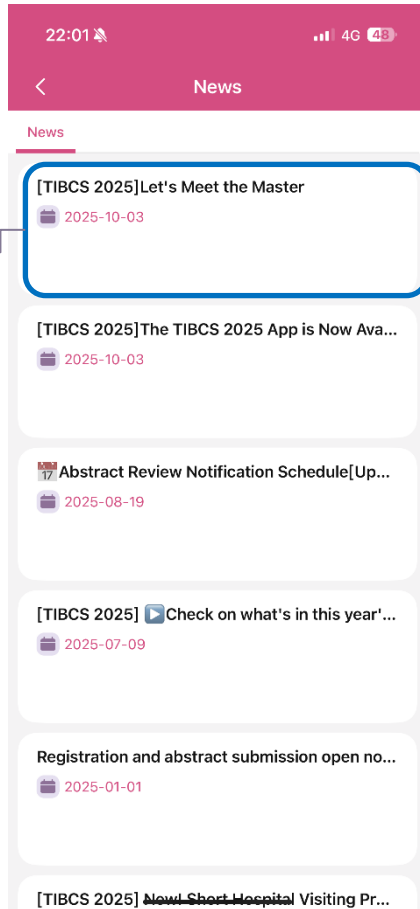 22:01 4G 48
News
News
[TIBCS 2025]Let's Meet the Master
2025-10-03
[TIBCS 2025]The TIBCS 2025 App is Now Ava...
2025-10-03
📅Abstract Review Notification Schedule[Up...
2025-08-19
[TIBCS 2025] ▶️Check on what's in this year'...
2025-07-09
Registration and abstract submission open no...
2025-01-01
[TIBCS 2025] Now! Short Hospital Visiting Pr...